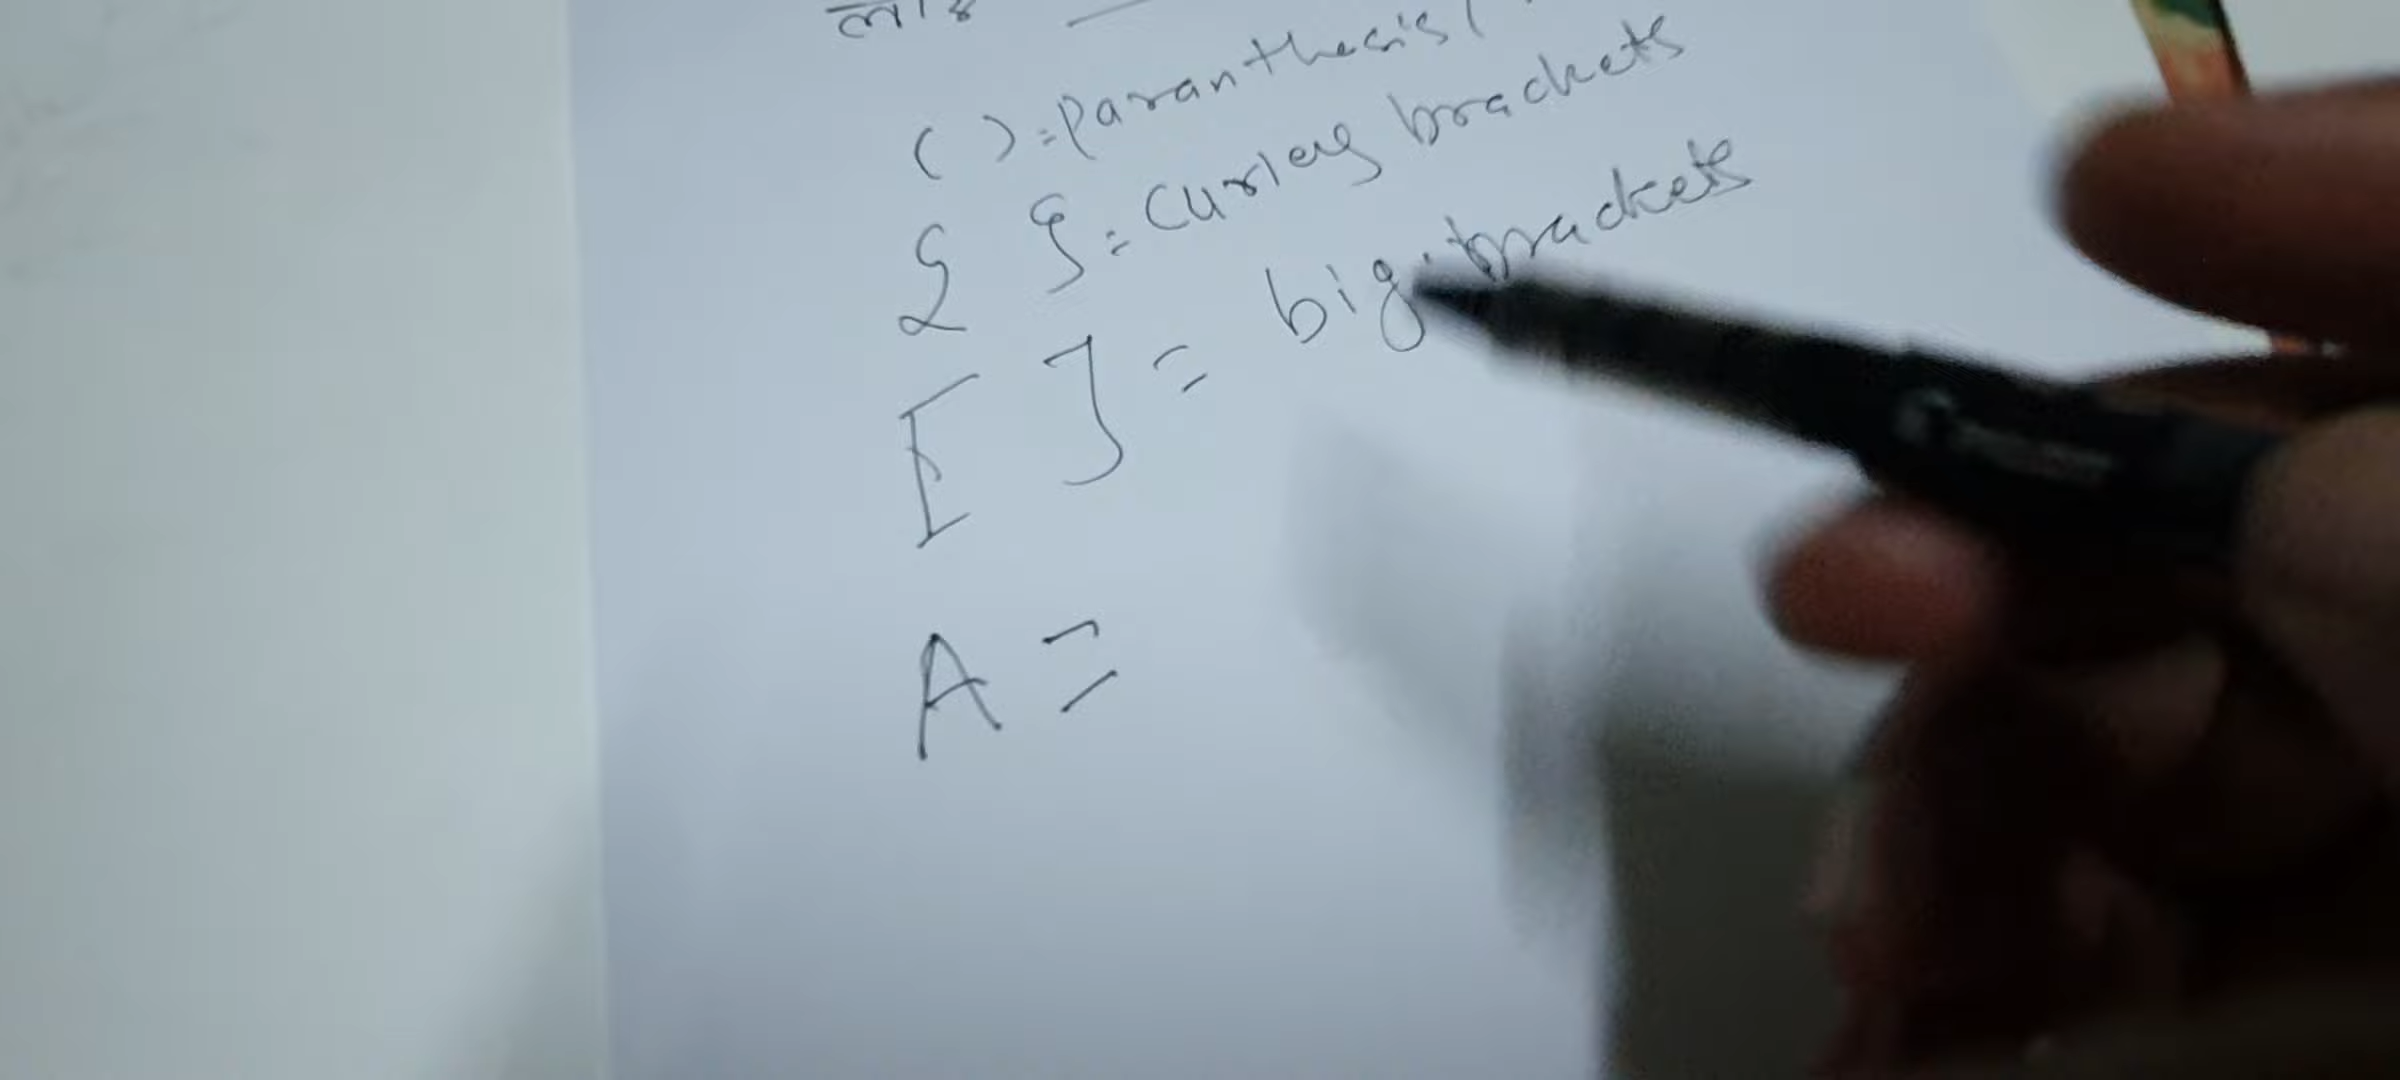 ( ) = Paranthesis (
{ } = Curley brackets
[ ] = big brackets
A =